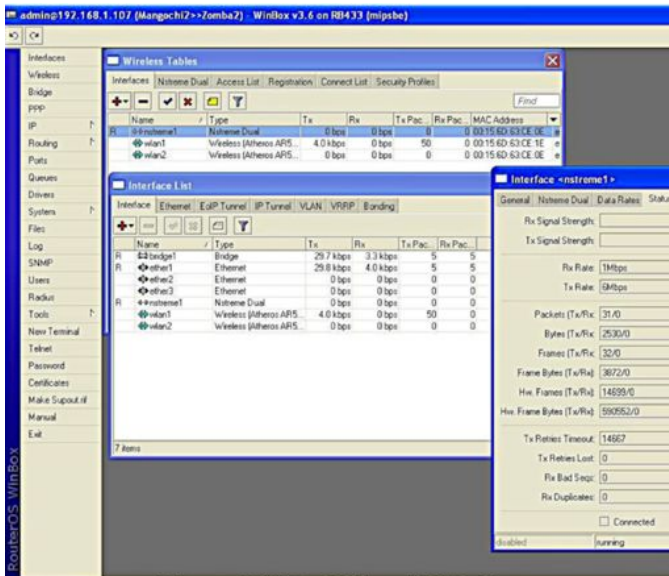 admin@192.168.1.107 (Mangochi2>>Zomba2) - WinBox v3.6 on RB433 (mipsbe)
Interfaces
Wireless
Bridge
PPP
IP
Routing
Ports
Queues
Drivers
System
Files
Log
SNMP
Users
Radius
Tools
New Terminal
Telnet
Password
Certificates
Make Supout.rif
Manual
Exit
RouterOS WinBox
Wireless Tables
Interfaces Nstreme Dual Access List Registration Connect List Security Profiles
Find
Name / Type Tx Rx Tx Pac... Rx Pac... MAC Address
R nstreme1 Nstreme Dual 0 bps 0 bps 0 0 00:15:6D:63:CE:0E
wlan1 Wireless (Atheros AR5... 4.0 kbps 0 bps 50 0 00:15:6D:63:CE:1E
wlan2 Wireless (Atheros AR5... 0 bps 0 bps 0 0 00:15:6D:63:CE:0E
Interface List
Interface Ethernet EoIP Tunnel IP Tunnel VLAN VRRP Bonding
Name / Type Tx Rx Tx Pac... Rx Pac...
R bridge1 Bridge 29.7 kbps 3.3 kbps 5 5
R ether1 Ethernet 29.8 kbps 4.0 kbps 5 5
ether2 Ethernet 0 bps 0 bps 0 0
ether3 Ethernet 0 bps 0 bps 0 0
R nstreme1 Nstreme Dual 0 bps 0 bps 0 0
wlan1 Wireless (Atheros AR5... 4.0 kbps 0 bps 50 0
wlan2 Wireless (Atheros AR5... 0 bps 0 bps 0 0
7 items
Interface <nstreme1>
General Nstreme Dual Data Rates Statu
Rx Signal Strength:
Tx Signal Strength:
Rx Rate: 1Mbps
Tx Rate: 6Mbps
Packets (Tx/Rx: 31/0
Bytes (Tx/Rx: 2530/0
Frames (Tx/Rx: 32/0
Frame Bytes (Tx/Rx): 3872/0
Hw. Frames (Tx/Rx): 14699/0
Hw. Frame Bytes (Tx/Rx): 590552/0
Tx Retries Timeout: 14667
Tx Retries Lost: 0
Rx Bad Seqs: 0
Rx Duplicates: 0
Connected
disabled running